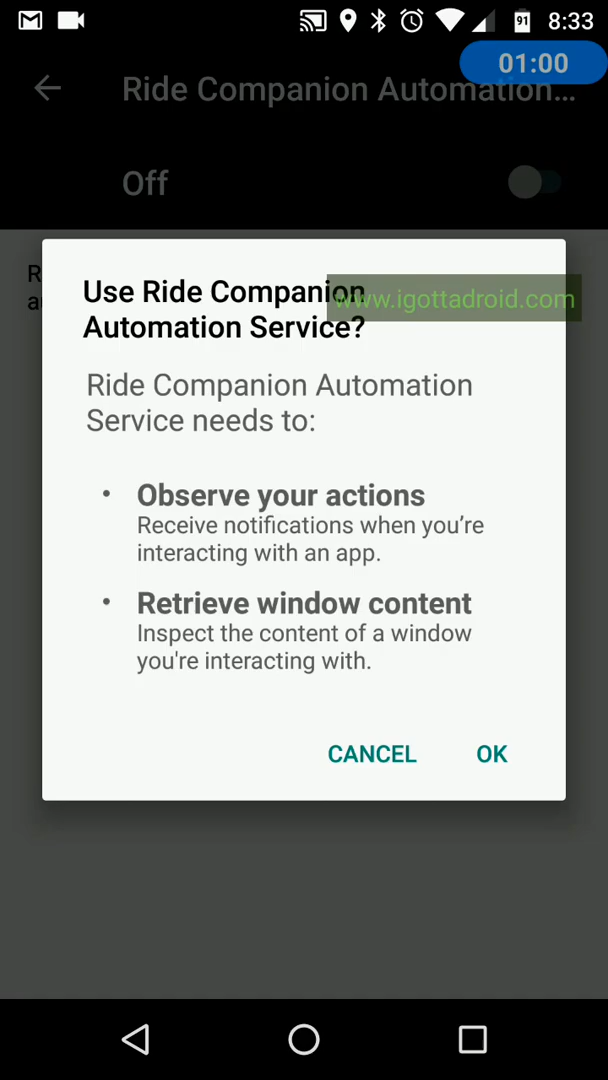 91
8:33
01:00
Ride Companion Automation...
Off
R
a
Use Ride Companion
www.igottadroid.com
Automation Service?
Ride Companion Automation
Service needs to:
• Observe your actions
Receive notifications when you’re
interacting with an app.
• Retrieve window content
Inspect the content of a window
you're interacting with.
CANCEL
OK